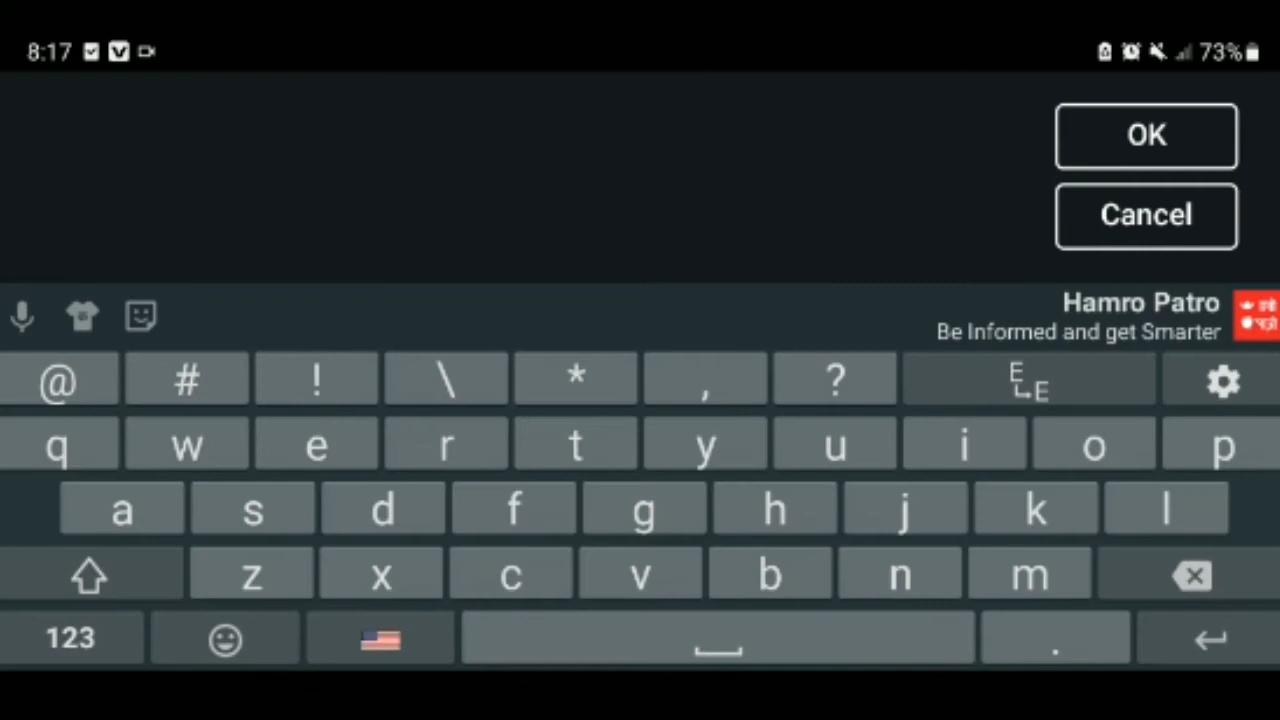 8:17
73%
OK
Cancel
Hamro Patro
Be Informed and get Smarter
@ # ! \ * , ? E E
q w e r t y u i o p
a s d f g h j k l
z x c v b n m
123 .